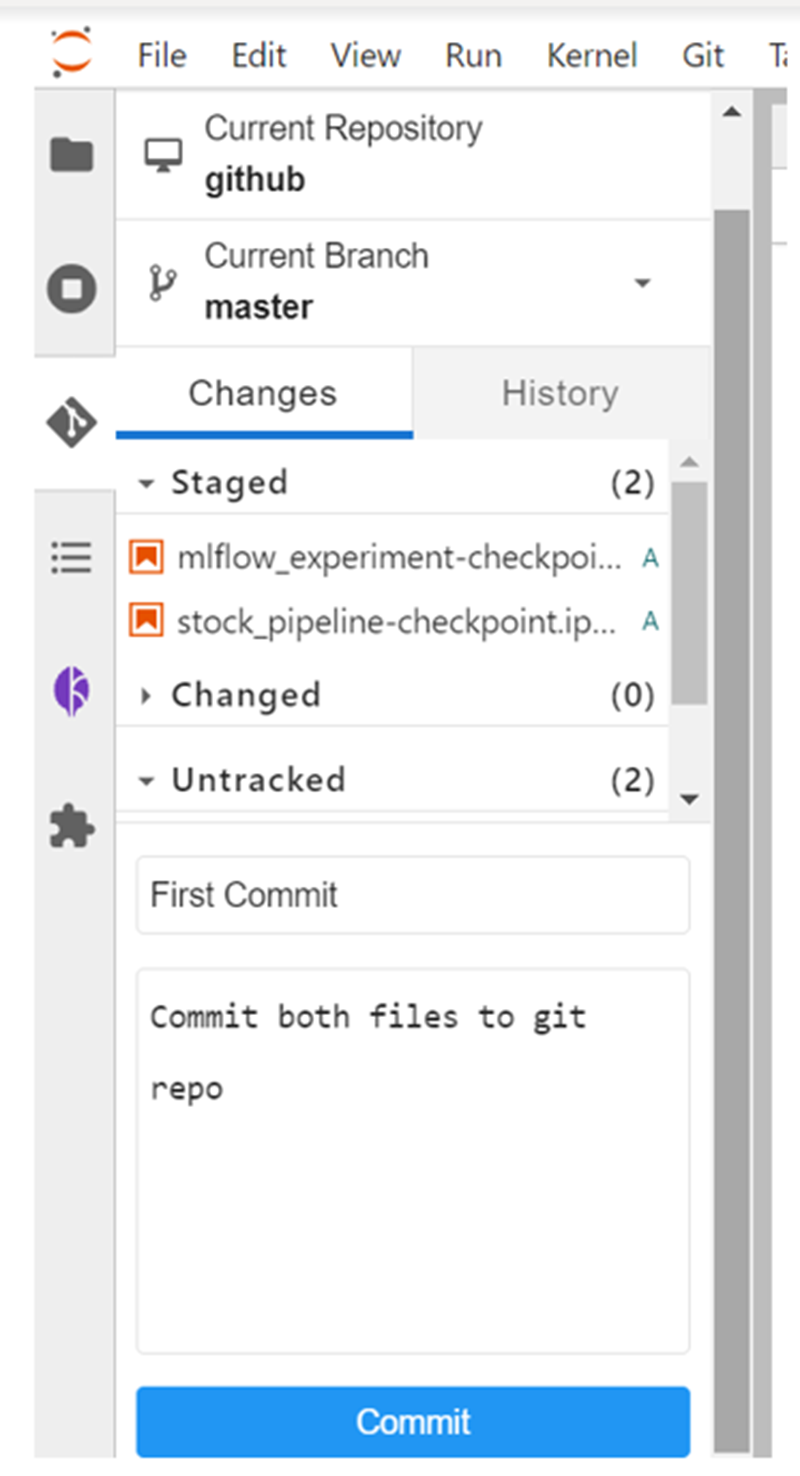 File Edit View Run Kernel Git
Current Repository
github
Current Branch
master
Changes History
Staged (2)
mlflow_experiment-checkpoi... A
stock_pipeline-checkpoint.ip... A
Changed (0)
Untracked (2)
First Commit
Commit both files to git
repo
Commit